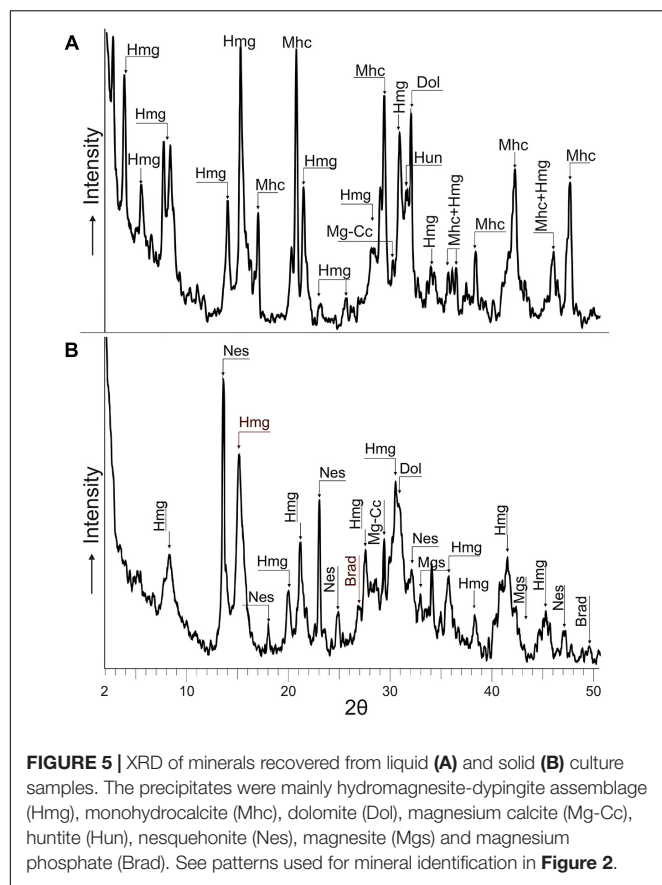 A
Hmg
Hmg
Hmg
Hmg
Hmg
Mhc
Mhc
Hmg
Hmg
Mg-Cc
Hmg
Mhc
Hmg
Dol
Hun
Hmg
Mhc+Hmg
Mhc
Mhc
Mhc+Hmg
Mhc
Intensity
B
Hmg
Nes
Hmg
Nes
Hmg
Hmg
Nes
Nes
Brad
Hmg
Mg-Cc
Hmg
Dol
Nes
Mgs
Hmg
Hmg
Hmg
Mgs
Hmg
Nes
Brad
Intensity
2 10 20 30 40 50
2θ
FIGURE 5 | XRD of minerals recovered from liquid (A) and solid (B) culture
samples. The precipitates were mainly hydromagnesite-dypingite assemblage
(Hmg), monohydrocalcite (Mhc), dolomite (Dol), magnesium calcite (Mg-Cc),
huntite (Hun), nesquehonite (Nes), magnesite (Mgs) and magnesium
phosphate (Brad). See patterns used for mineral identification in Figure 2.